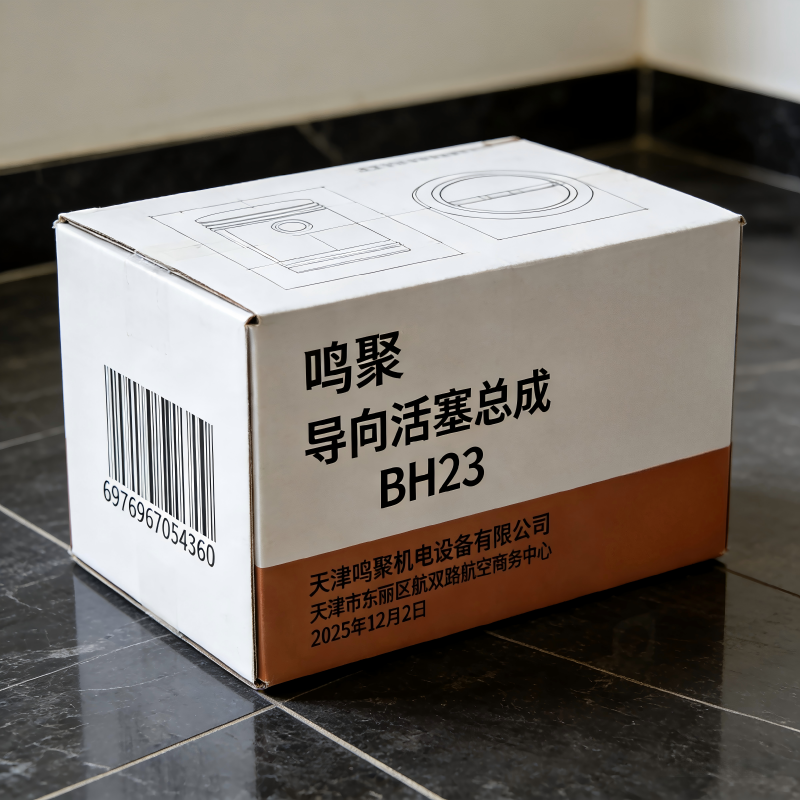 鸣聚
导向活塞总成
BH23
天津鸣聚机电设备有限公司
天津市东丽区航双路航空商务中心
2025年12月2日
6976967054360